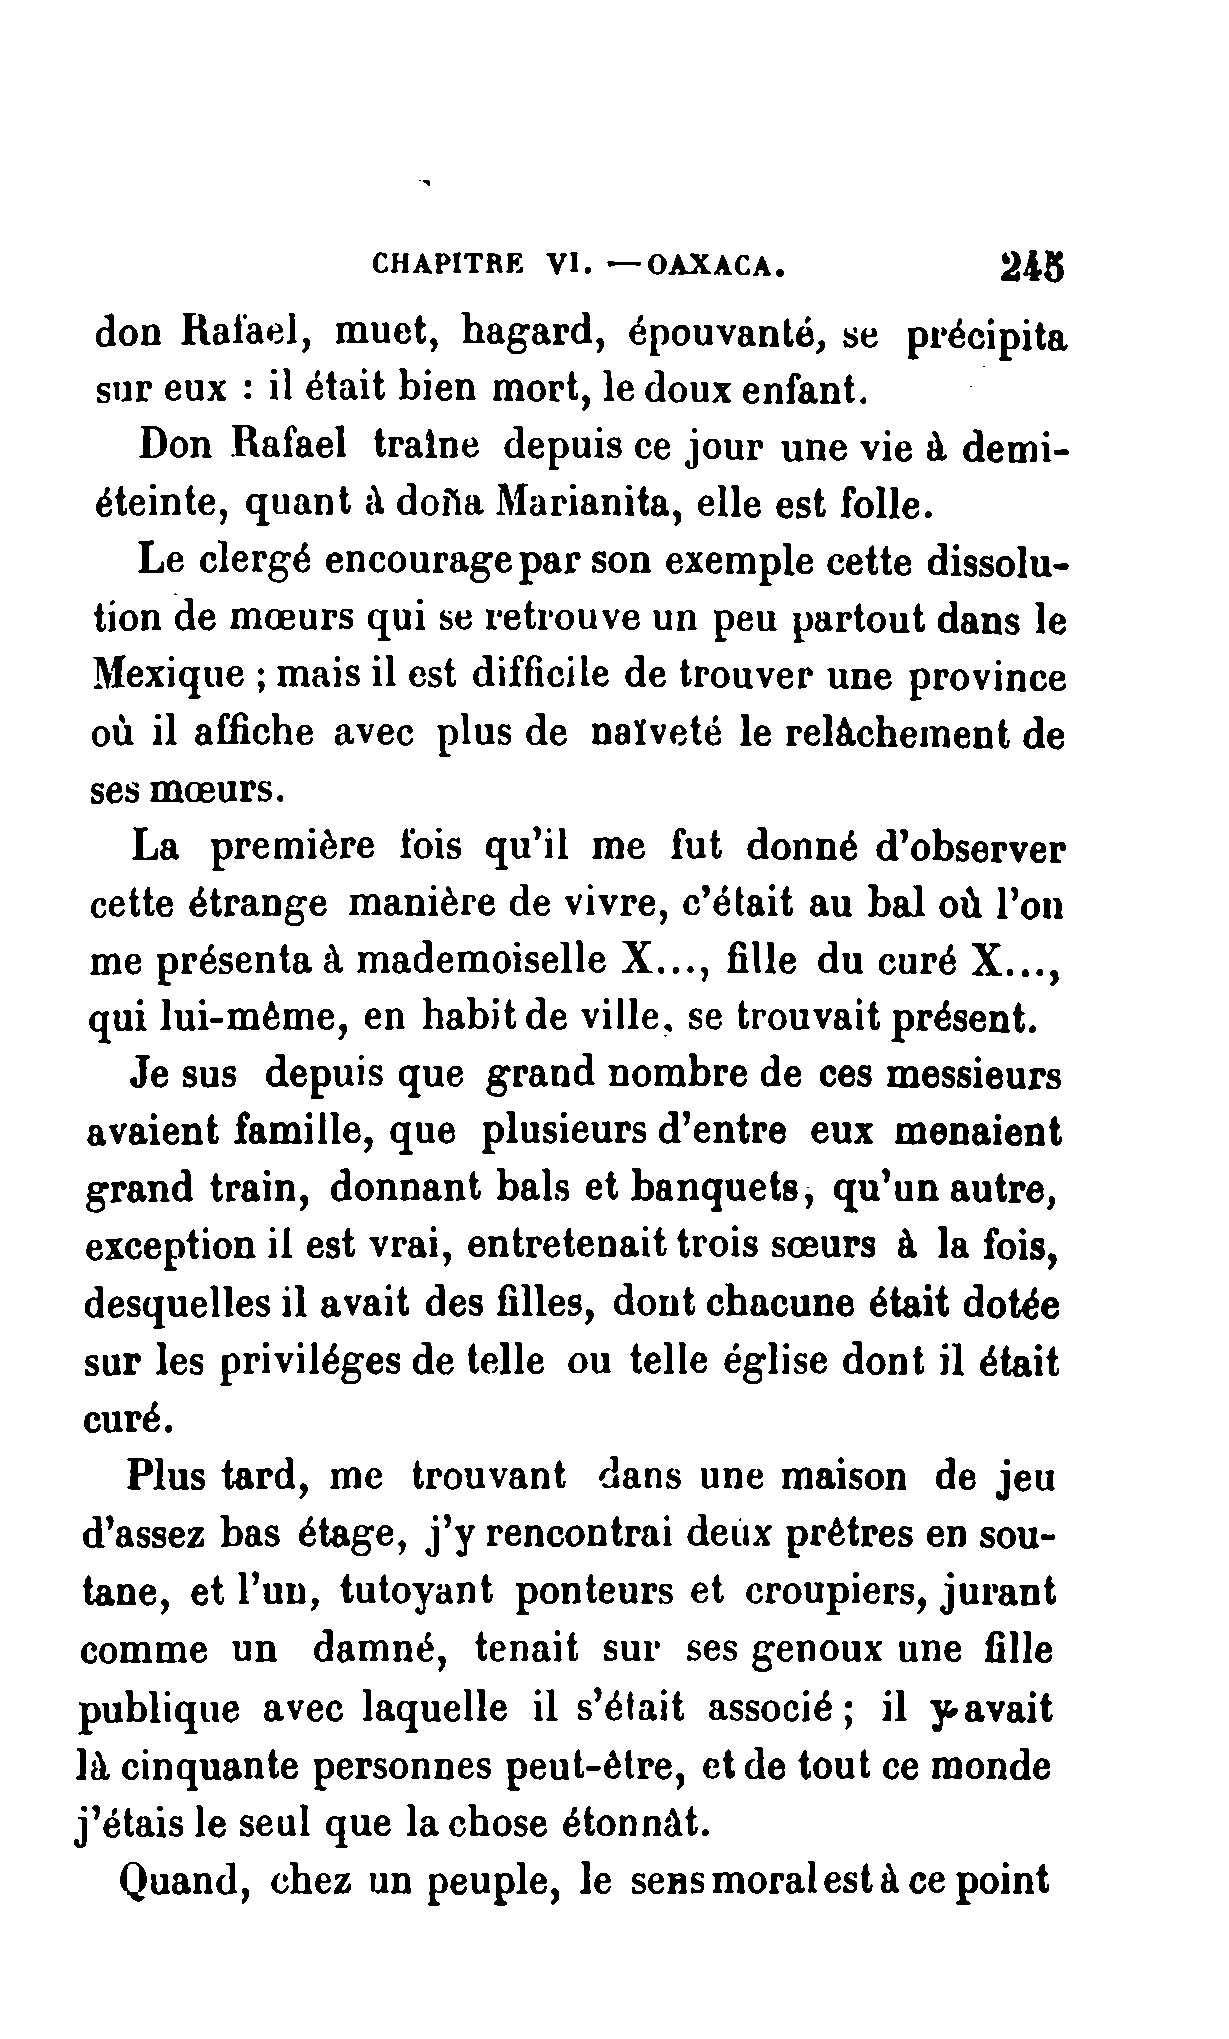 CHAPITRE VI. — OAXACA. 245
don Rafael, muet, hagard, épouvanté, se précipita
sur eux : il était bien mort, le doux enfant.
Don Rafael traîne depuis ce jour une vie à demi-
éteinte, quant à doña Marianita, elle est folle.
Le clergé encourage par son exemple cette dissolu-
tion de mœurs qui se retrouve un peu partout dans le
Mexique ; mais il est difficile de trouver une province
où il affiche avec plus de naïveté le relâchement de
ses mœurs.
La première fois qu'il me fut donné d'observer
cette étrange manière de vivre, c'était au bal où l'on
me présenta à mademoiselle X..., fille du curé X...,
qui lui-même, en habit de ville, se trouvait présent.
Je sus depuis que grand nombre de ces messieurs
avaient famille, que plusieurs d'entre eux menaient
grand train, donnant bals et banquets, qu'un autre,
exception il est vrai, entretenait trois sœurs à la fois,
desquelles il avait des filles, dont chacune était dotée
sur les priviléges de telle ou telle église dont il était
curé.
Plus tard, me trouvant dans une maison de jeu
d'assez bas étage, j'y rencontrai deux prêtres en sou-
tane, et l'un, tutoyant ponteurs et croupiers, jurant
comme un damné, tenait sur ses genoux une fille
publique avec laquelle il s'était associé ; il y avait
là cinquante personnes peut-être, et de tout ce monde
j'étais le seul que la chose étonnât.
Quand, chez un peuple, le sens moral est à ce point